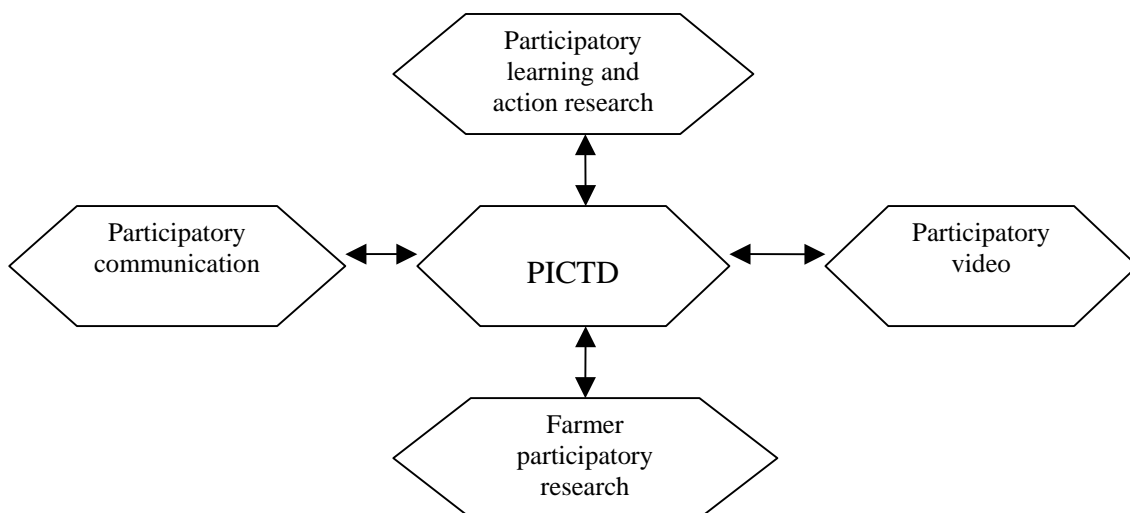 Participatory
learning and
action research
Participatory
communication
PICTD
Participatory
video
Farmer
participatory
research